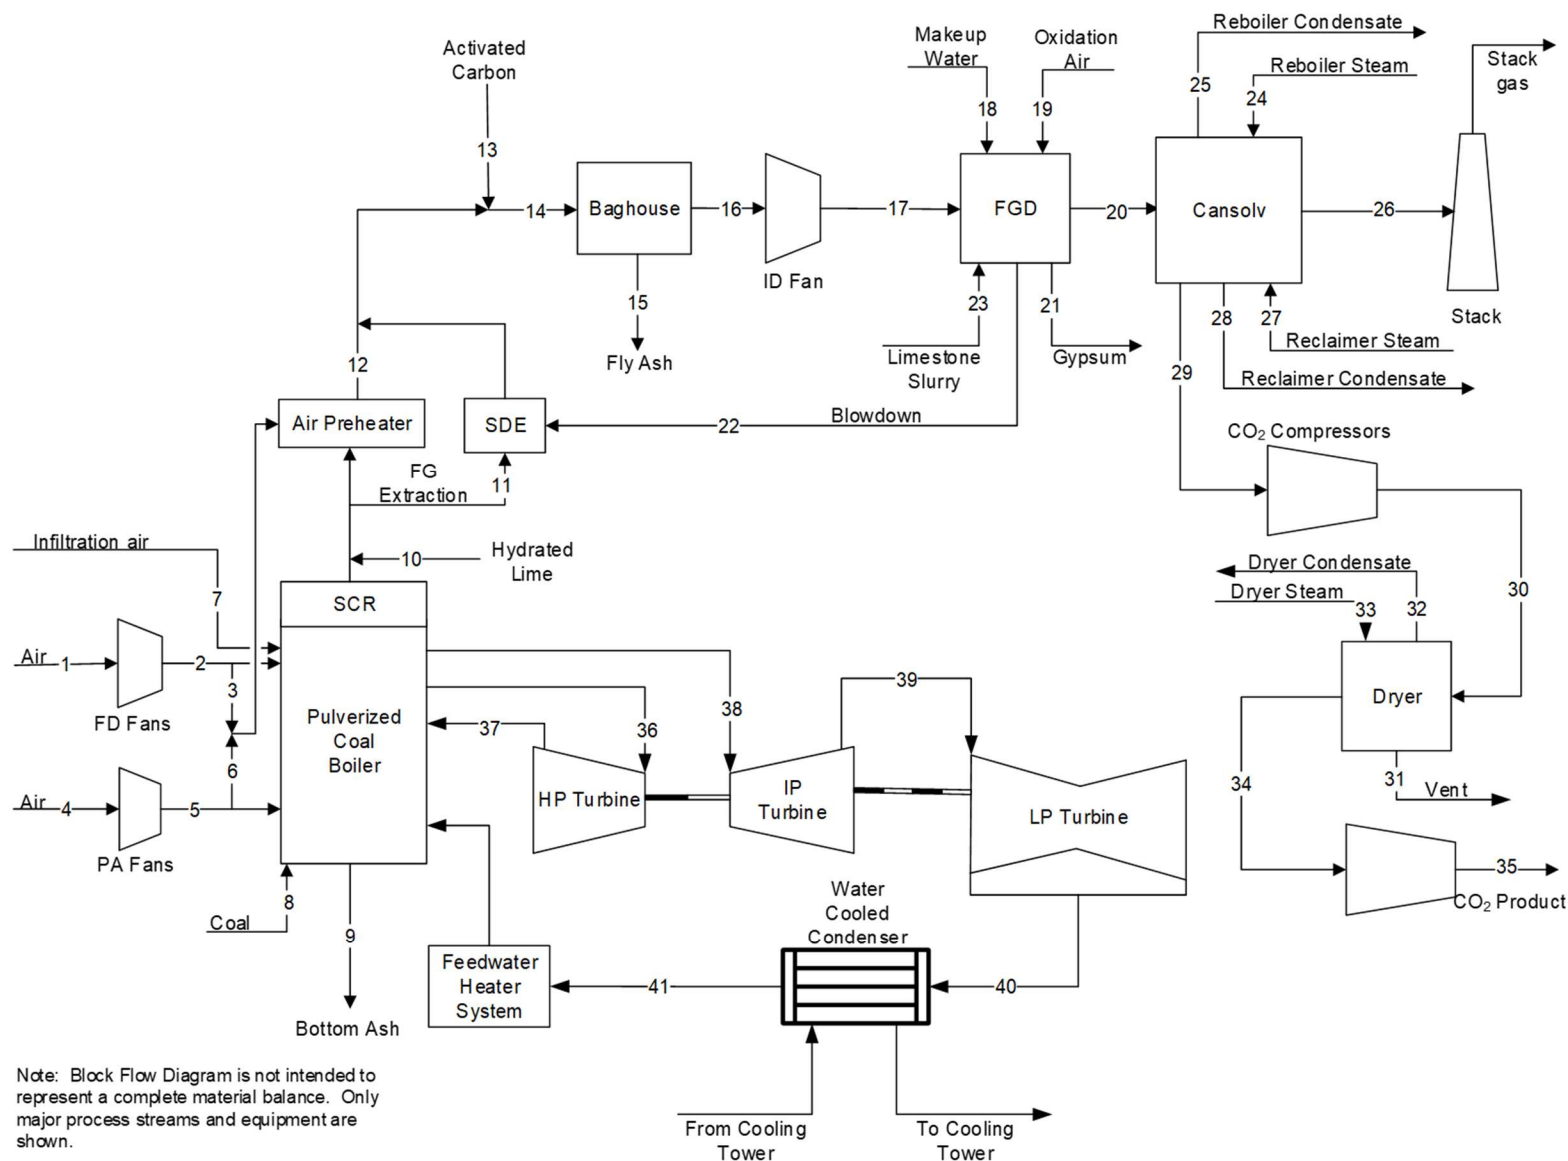 Reboiler Condensate
Makeup
Water
Oxidation
Air
Stack
gas
Activated
Carbon
Reboiler Steam
25
24
18
19
13
14
Baghouse
16
17
FGD
20
Cansolv
26
ID Fan
15
23
21
29
28
27
Stack
Fly Ash
Limestone
Slurry
Gypsum
Reclaimer Steam
Reclaimer Condensate
12
Air Preheater
SDE
22
Blowdown
CO₂ Compressors
FG
Extraction
11
Infiltration air
10
Hydrated
Lime
Dryer Condensate
Dryer Steam
30
7
SCR
33
32
Air
1
2
3
FD Fans
Pulverized
Coal
Boiler
37
36
38
39
Dryer
6
Air
4
5
PA Fans
HP Turbine
IP
Turbine
LP Turbine
34
31
Vent
35
CO₂ Product
8
Coal
9
Water
Cooled
Condenser
Feedwater
Heater
System
41
40
Bottom Ash
Note: Block Flow Diagram is not intended to
represent a complete material balance. Only
major process streams and equipment are
shown.
From Cooling
Tower
To Cooling
Tower